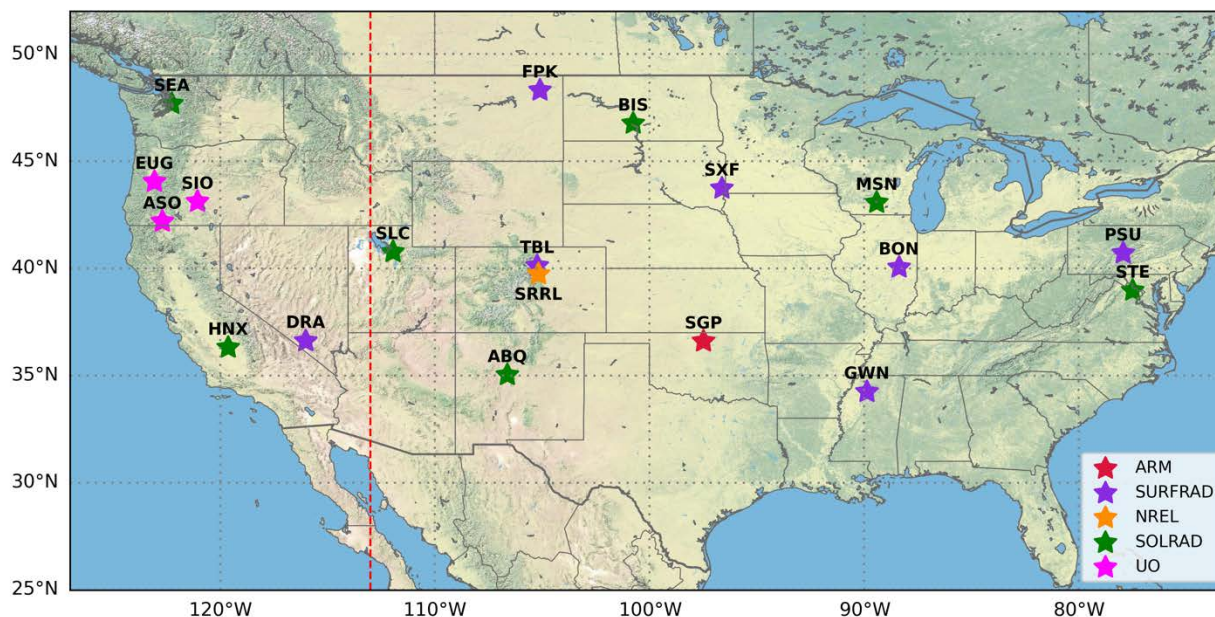 50°N
45°N
40°N
35°N
30°N
25°N
SEA
FPK
BIS
EUG
SIO
ASO
SXF
MSN
SLC
TBL
SRRL
BON
PSU
STE
HNX
DRA
SGP
ABQ
GWN
ARM
SURFRAD
NREL
SOLRAD
UO
120°W
110°W
100°W
90°W
80°W